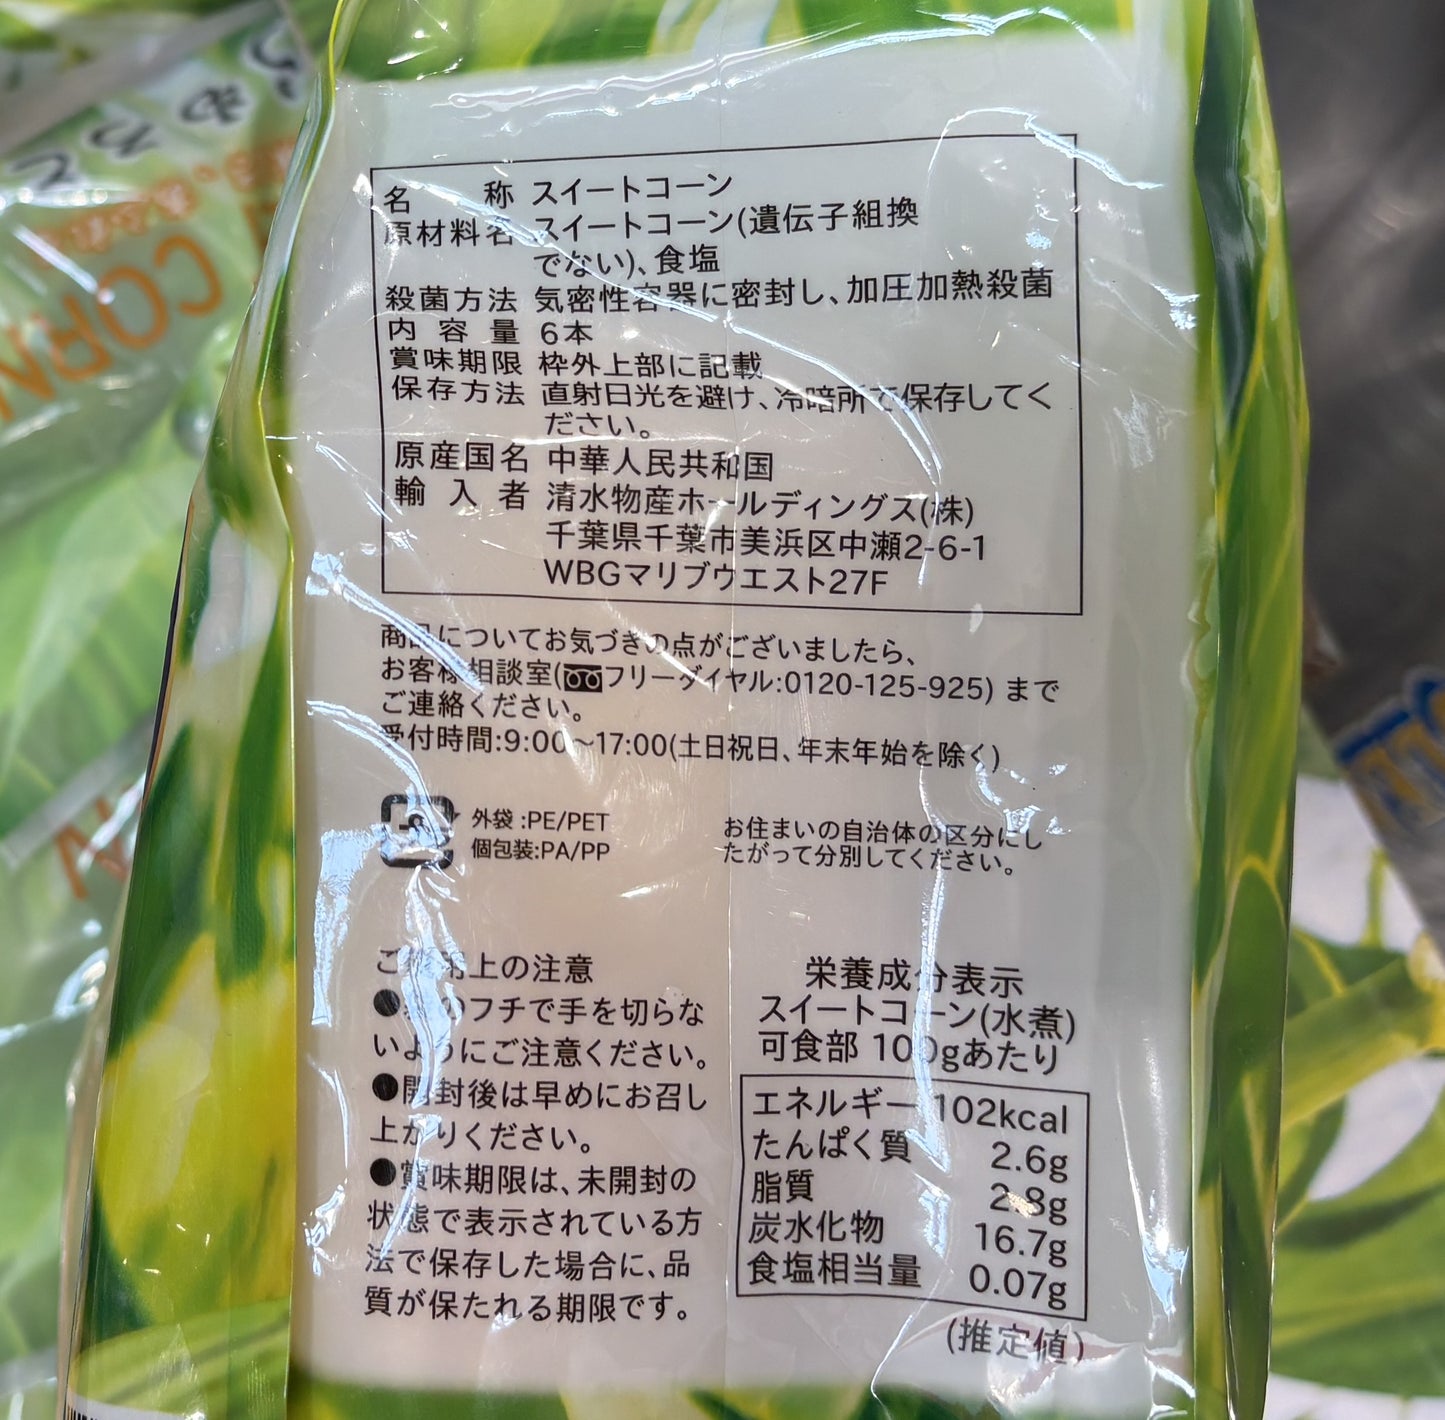 名称 スイートコーン
原材料名 スイートコーン(遺伝子組換
でない)、食塩
殺菌方法 気密性容器に密封し、加圧加熱殺菌
内容量 6本
賞味期限 枠外上部に記載
保存方法 直射日光を避け、冷暗所で保存してく
ださい。
原産国名 中華人民共和国
輸入者 清水物産ホールディングス(株)
千葉県千葉市美浜区中瀬2-6-1
WBGマリブウエスト27F
商品についてお気づきの点がございましたら、
お客様相談室(フリーダイヤル:0120-125-925) まで
ご連絡ください。
受付時間:9:00~17:00(土日祝日、年末年始を除く)
外袋 :PE/PET
個包装:PA/PP
お住まいの自治体の区分にし
たがって分別してください。
上の注意
●のフチで手を切らな
いようにご注意ください。
●開封後は早めにお召し
上がりください。
●賞味期限は、未開封の
状態で表示されている方
法で保存した場合に、品
質が保たれる期限です。
栄養成分表示
スイートコーン(水煮)
可食部 100gあたり
エネルギー 102kcal
たんぱく質 2.6g
脂質 2.8g
炭水化物 16.7g
食塩相当量 0.07g
(推定値)
CORN